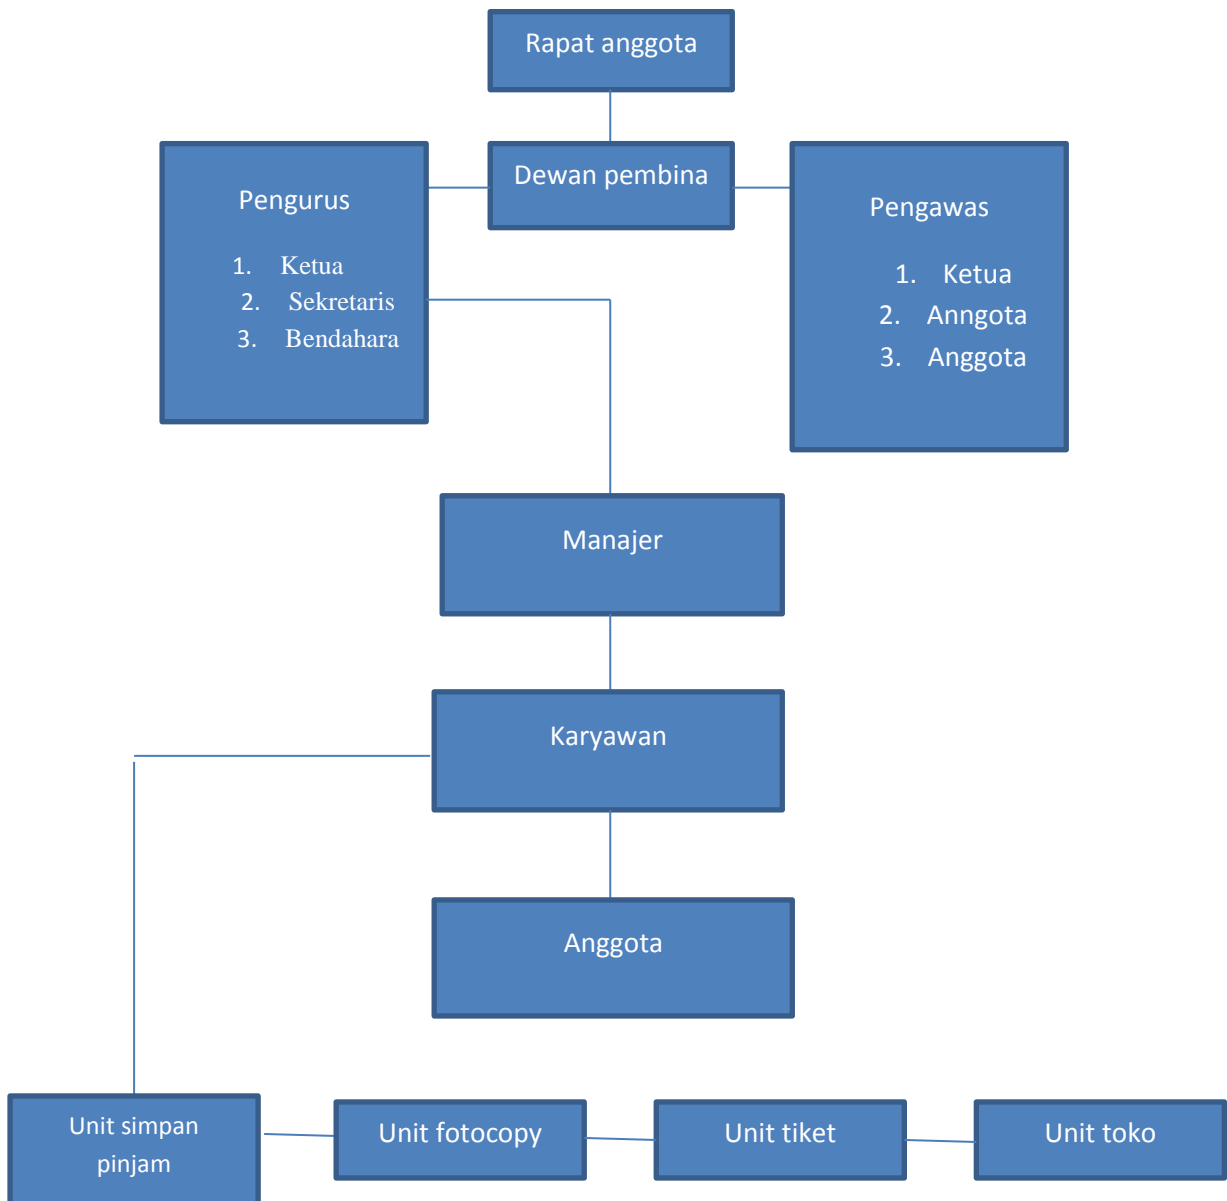 Rapat anggota
Dewan pembina
Pengurus
1. Ketua
2. Sekretaris
3. Bendahara
Pengawas
1. Ketua
2. Anngota
3. Anggota
Manajer
Karyawan
Anggota
Unit simpan
pinjam
Unit fotocopy
Unit tiket
Unit toko